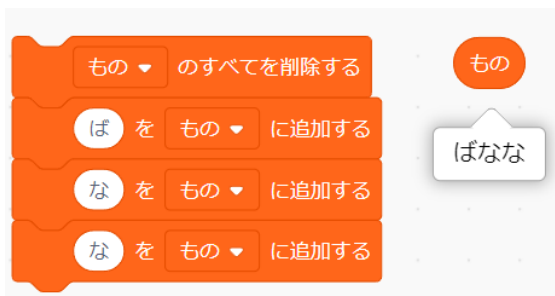 もの のすべてを削除する
ば を もの に追加する
な を もの に追加する
な を もの に追加する
もの
ばなな